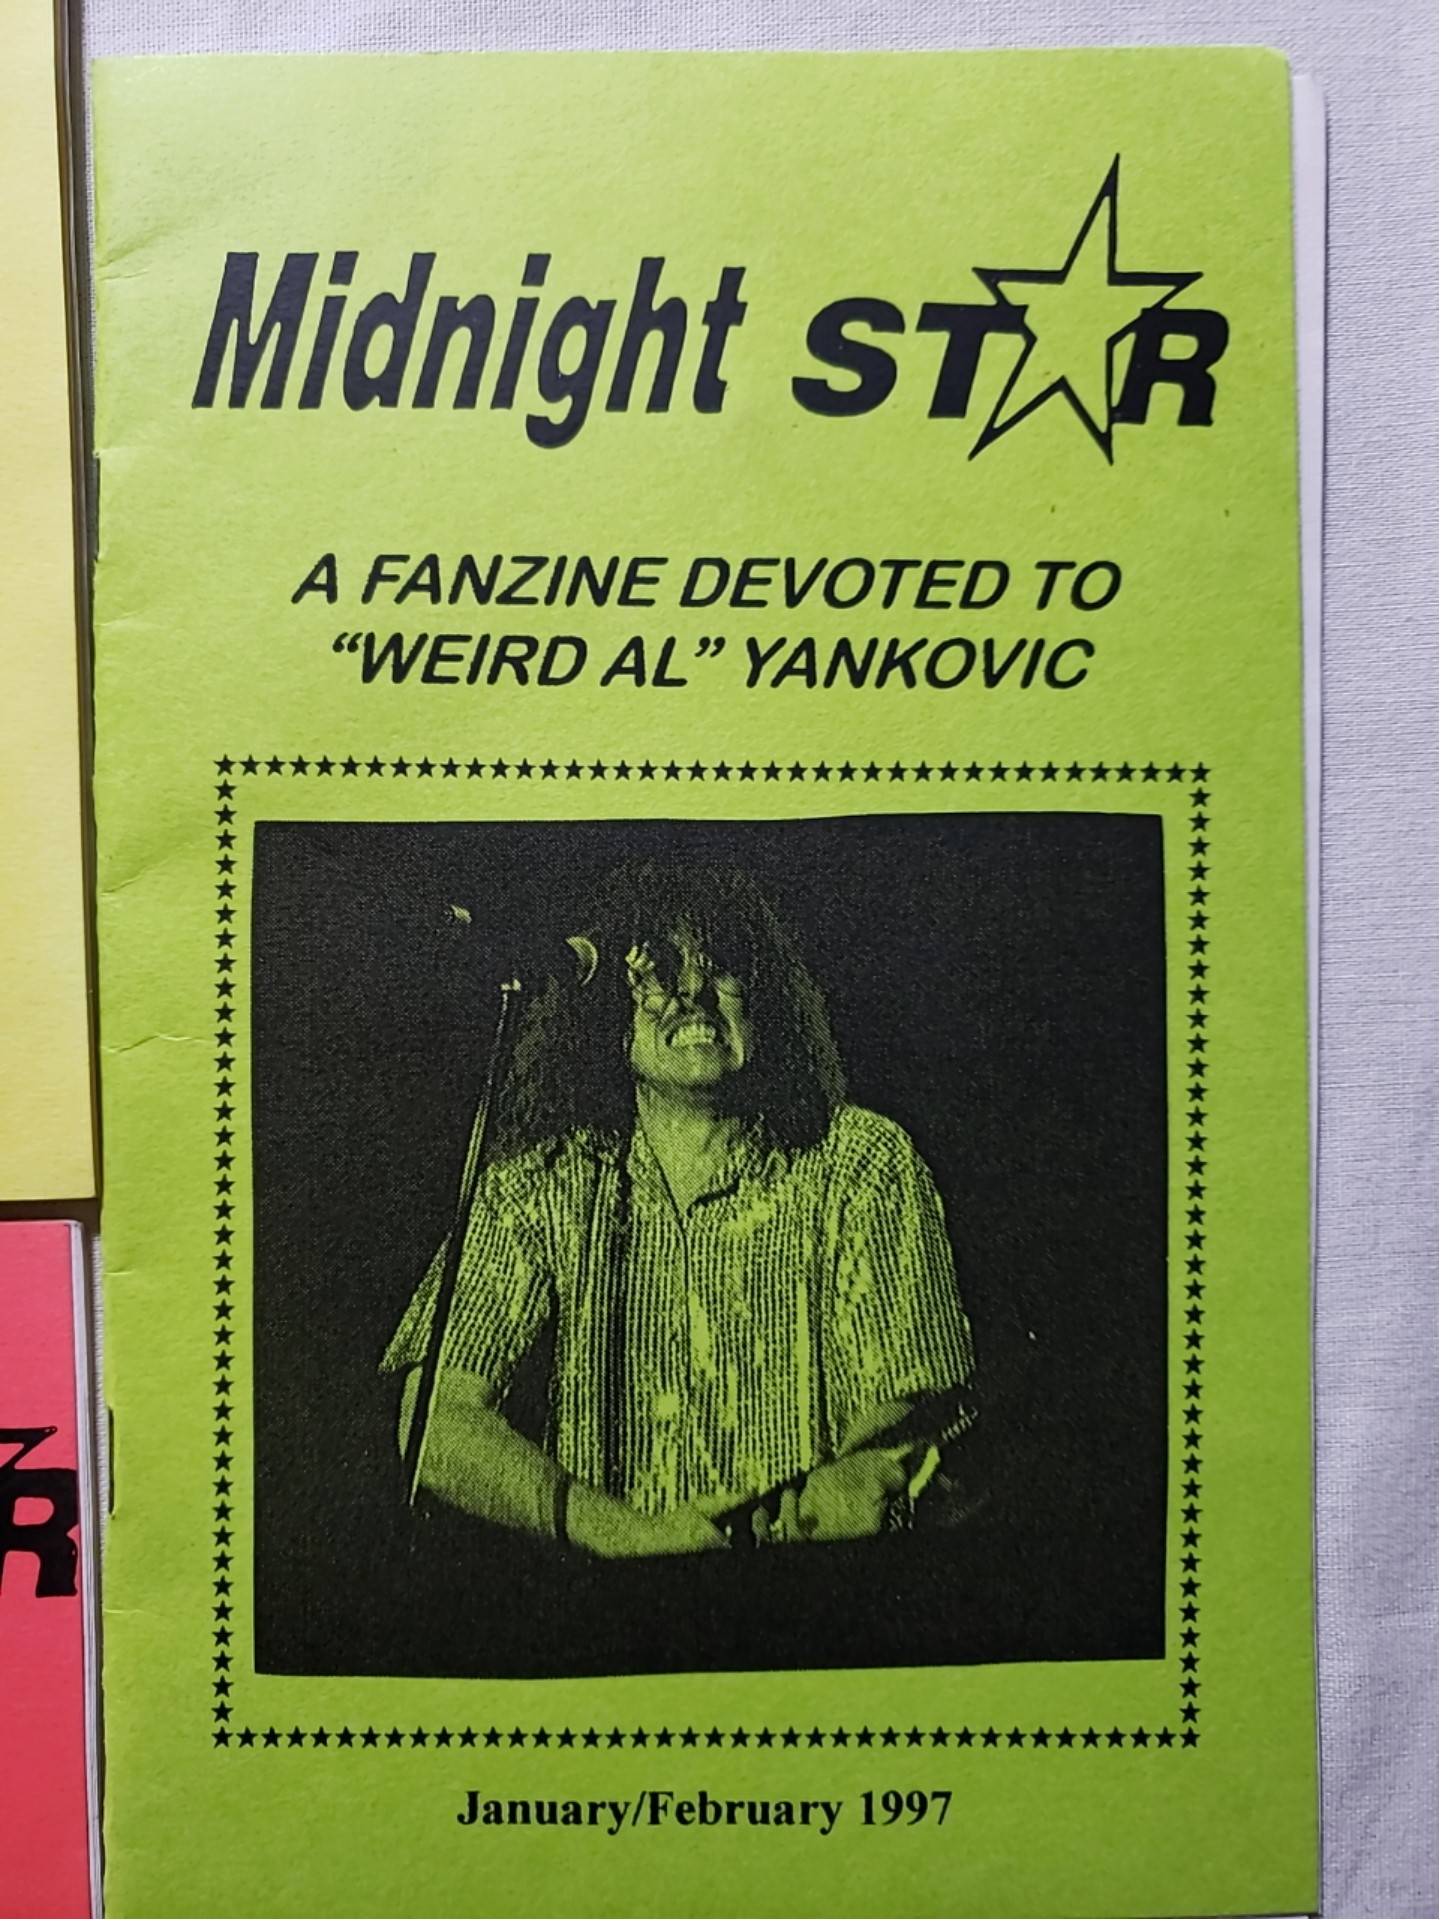 Midnight STAR
A FANZINE DEVOTED TO
“WEIRD AL” YANKOVIC
January/February 1997
R